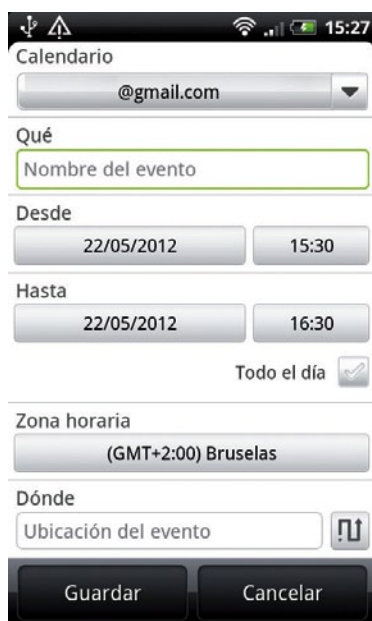 15:27
Calendario
@gmail.com
Qué
Nombre del evento
Desde
22/05/2012 15:30
Hasta
22/05/2012 16:30
Todo el día
Zona horaria
(GMT+2:00) Bruselas
Dónde
Ubicación del evento
Guardar Cancelar